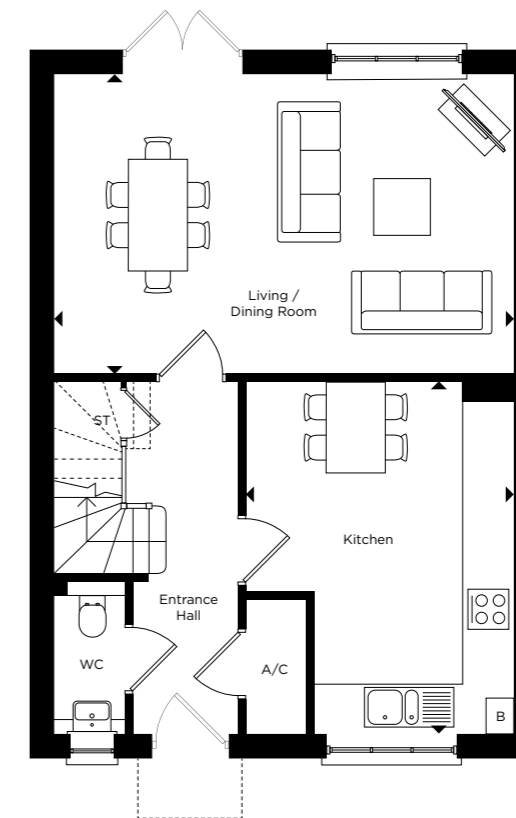 Living /
Dining Room
ST
Kitchen
Entrance
Hall
WC
A/C
B